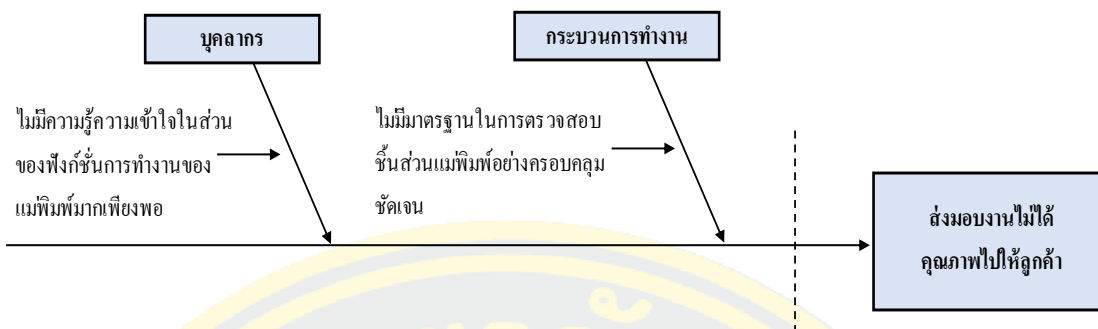 บุคลากร
กระบวนการทำงาน
ไม่มีความรู้ความเข้าใจในส่วน
ของฟังก์ชั่นการทำงานของ
แม่พิมพ์มากเพียงพอ
ไม่มีมาตรฐานในการตรวจสอบ
ชิ้นส่วนแม่พิมพ์อย่างครอบคลุม
ชัดเจน
ส่งมอบงานไม่ได้
คุณภาพไปให้ลูกค้า